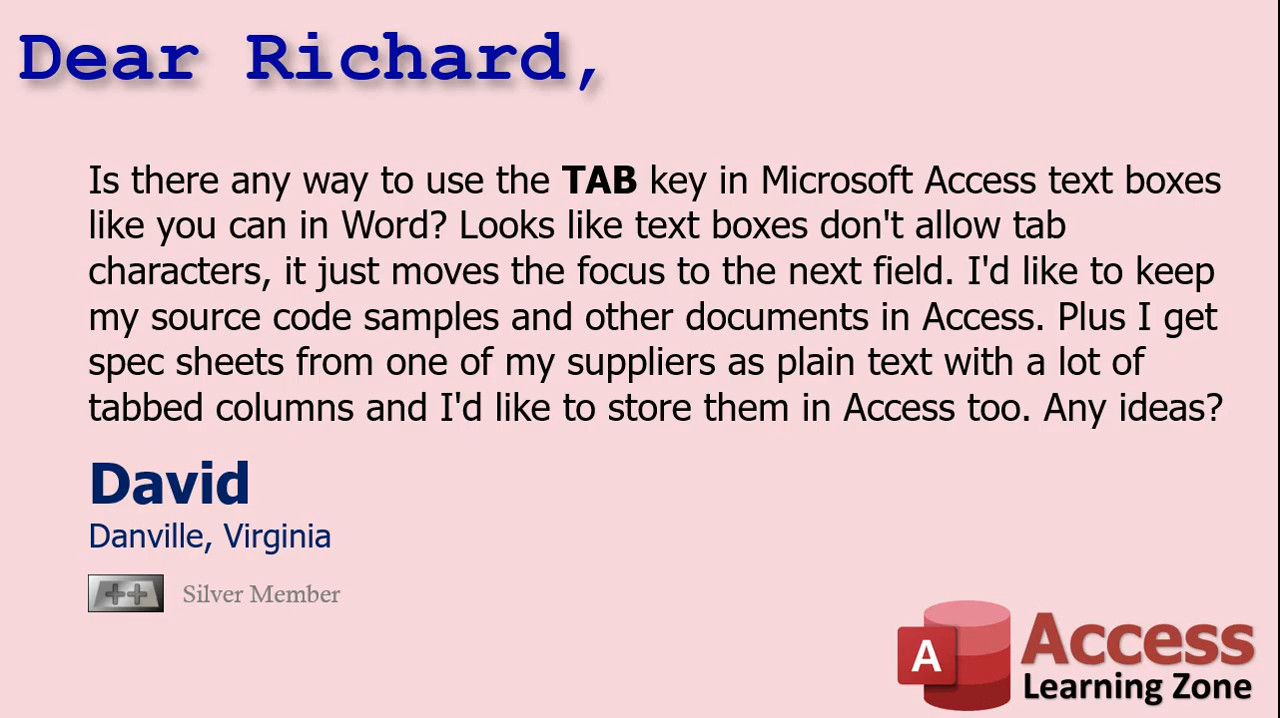 Dear Richard,
Is there any way to use the TAB key in Microsoft Access text boxes
like you can in Word? Looks like text boxes don't allow tab
characters, it just moves the focus to the next field. I'd like to keep
my source code samples and other documents in Access. Plus I get
spec sheets from one of my suppliers as plain text with a lot of
tabbed columns and I'd like to store them in Access too. Any ideas?
David
Danville, Virginia
++ Silver Member
A Access
Learning Zone